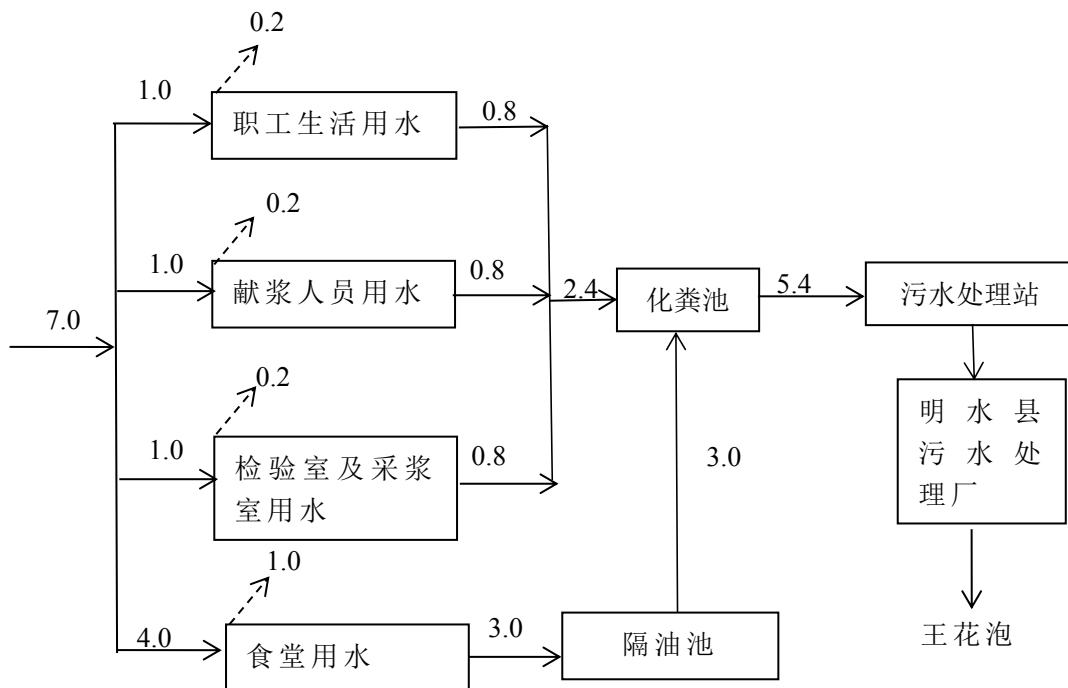 0.2
1.0
职工生活用水
0.8
0.2
1.0
献浆人员用水
0.8
2.4
化粪池
5.4
污水处理站
7.0
0.2
1.0
检验室及采浆
室用水
0.8
3.0
明水县
污水处
理厂
1.0
4.0
食堂用水
3.0
隔油池
王花泡